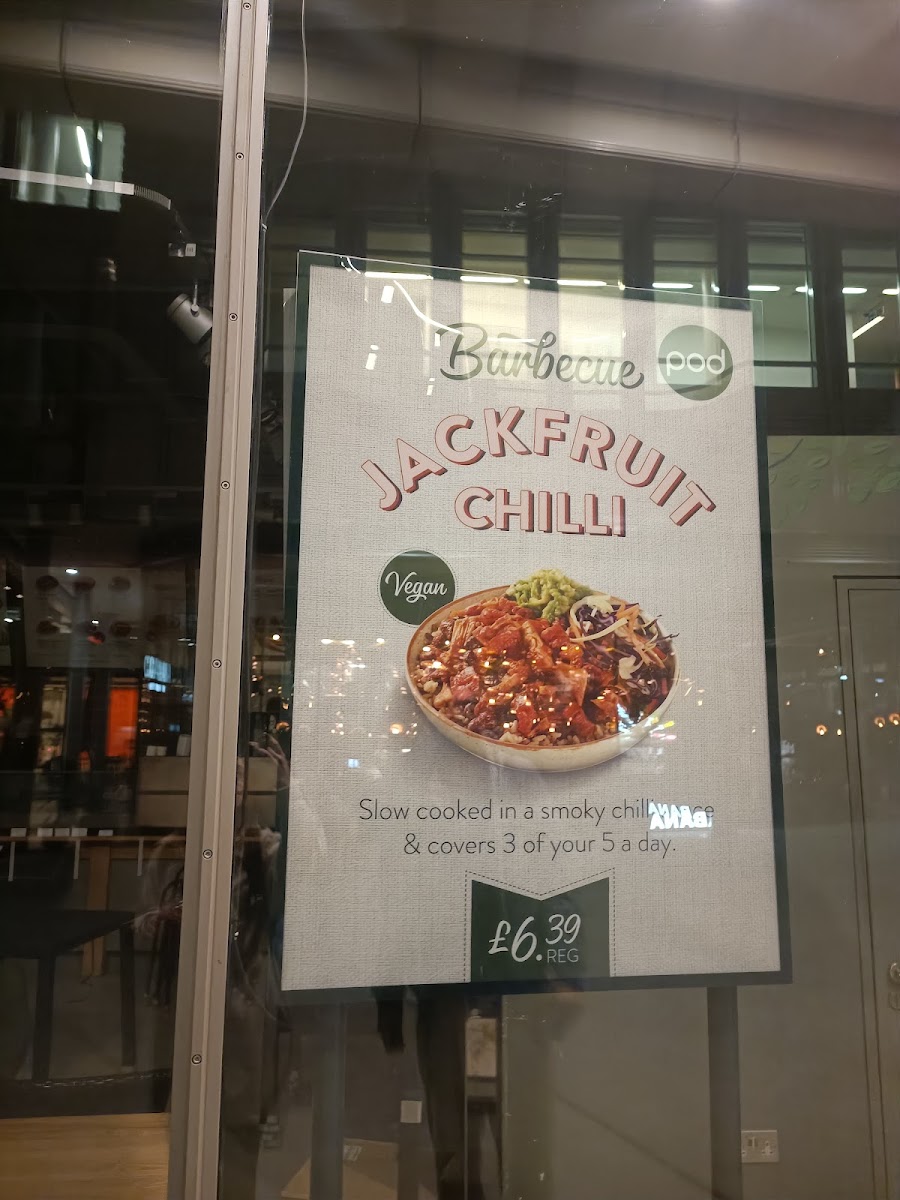 Barbecue
pod
JACKFRUIT
CHILLI
Vegan
Slow cooked in a smoky chilli
& covers 3 of your 5 a day.
£6.39
REG